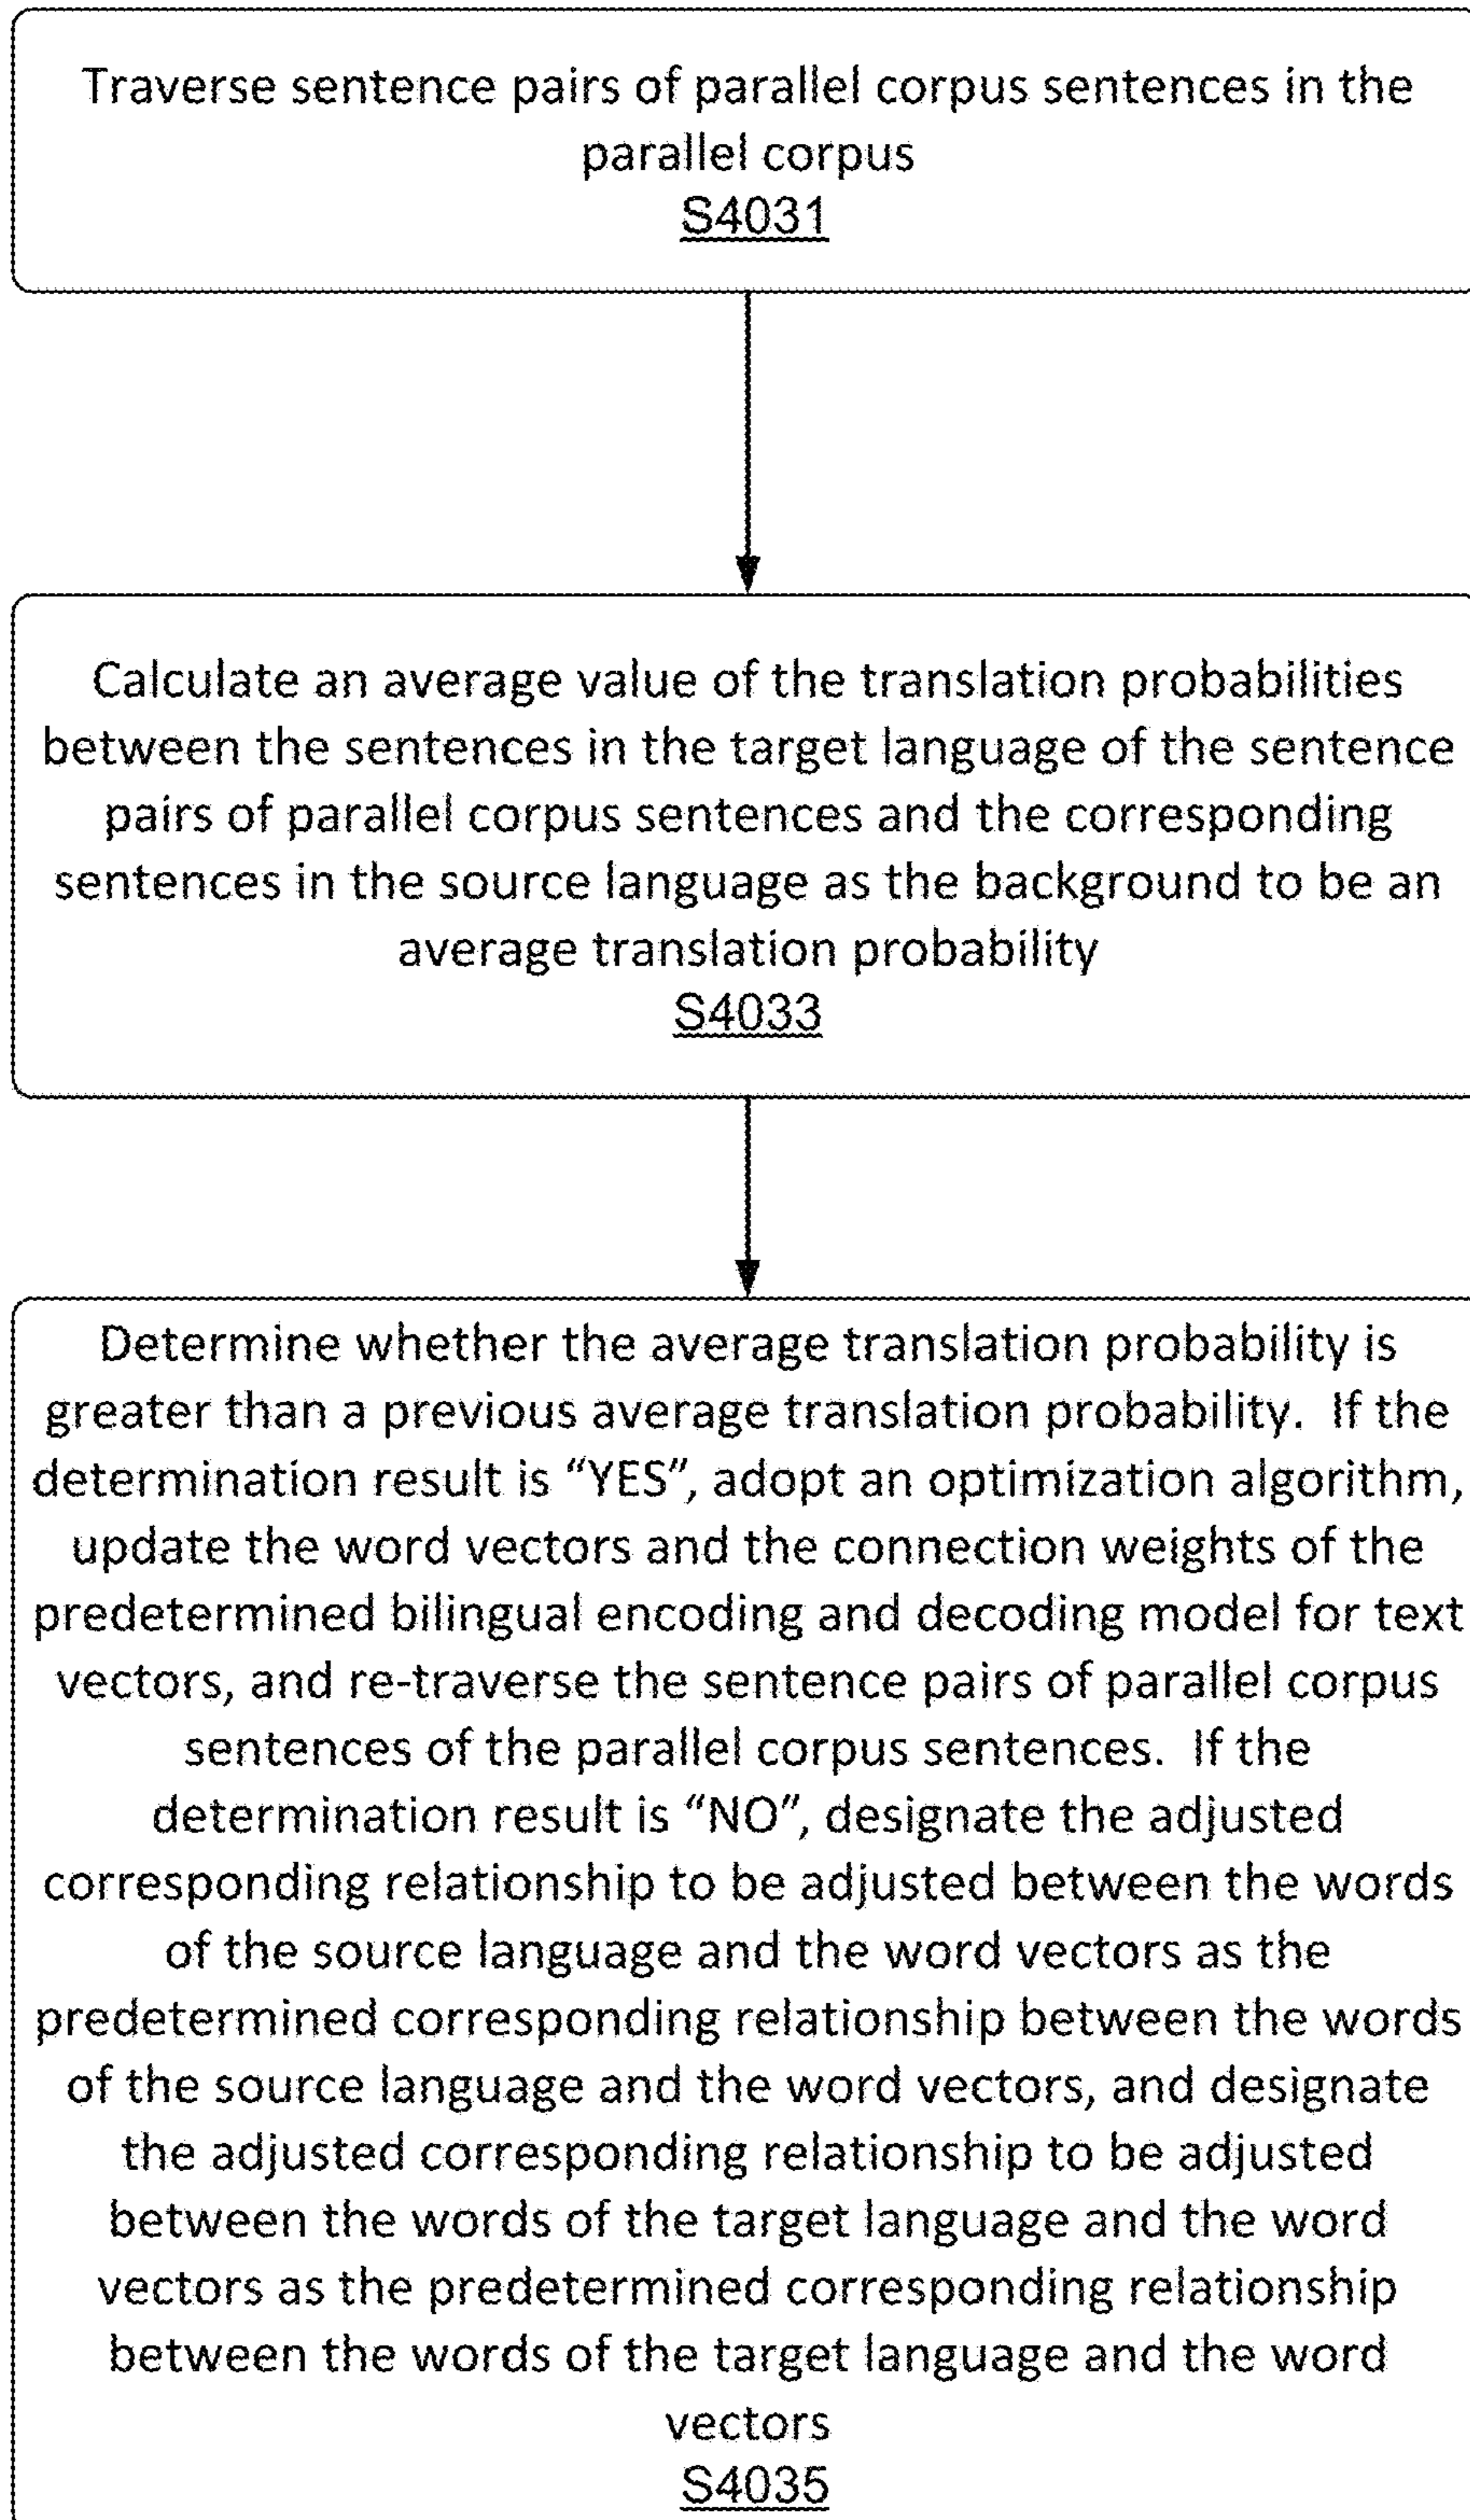 Traverse sentence pairs of parallel corpus sentences in the
parallel corpus
S4031
Calculate an average value of the translation probabilities
between the sentences in the target language of the sentence
pairs of parallel corpus sentences and the corresponding
sentences in the source language as the background to be an
average translation probability
S4033
Determine whether the average translation probability is
greater than a previous average translation probability.  If the
determination result is “YES”, adopt an optimization algorithm,
update the word vectors and the connection weights of the
predetermined bilingual encoding and decoding model for text
vectors, and re-traverse the sentence pairs of parallel corpus
sentences of the parallel corpus sentences.  If the
determination result is “NO”, designate the adjusted
corresponding relationship to be adjusted between the words
of the source language and the word vectors as the
predetermined corresponding relationship between the words
of the source language and the word vectors, and designate
the adjusted corresponding relationship to be adjusted
between the words of the target language and the word
vectors as the predetermined corresponding relationship
between the words of the target language and the word
vectors
S4035